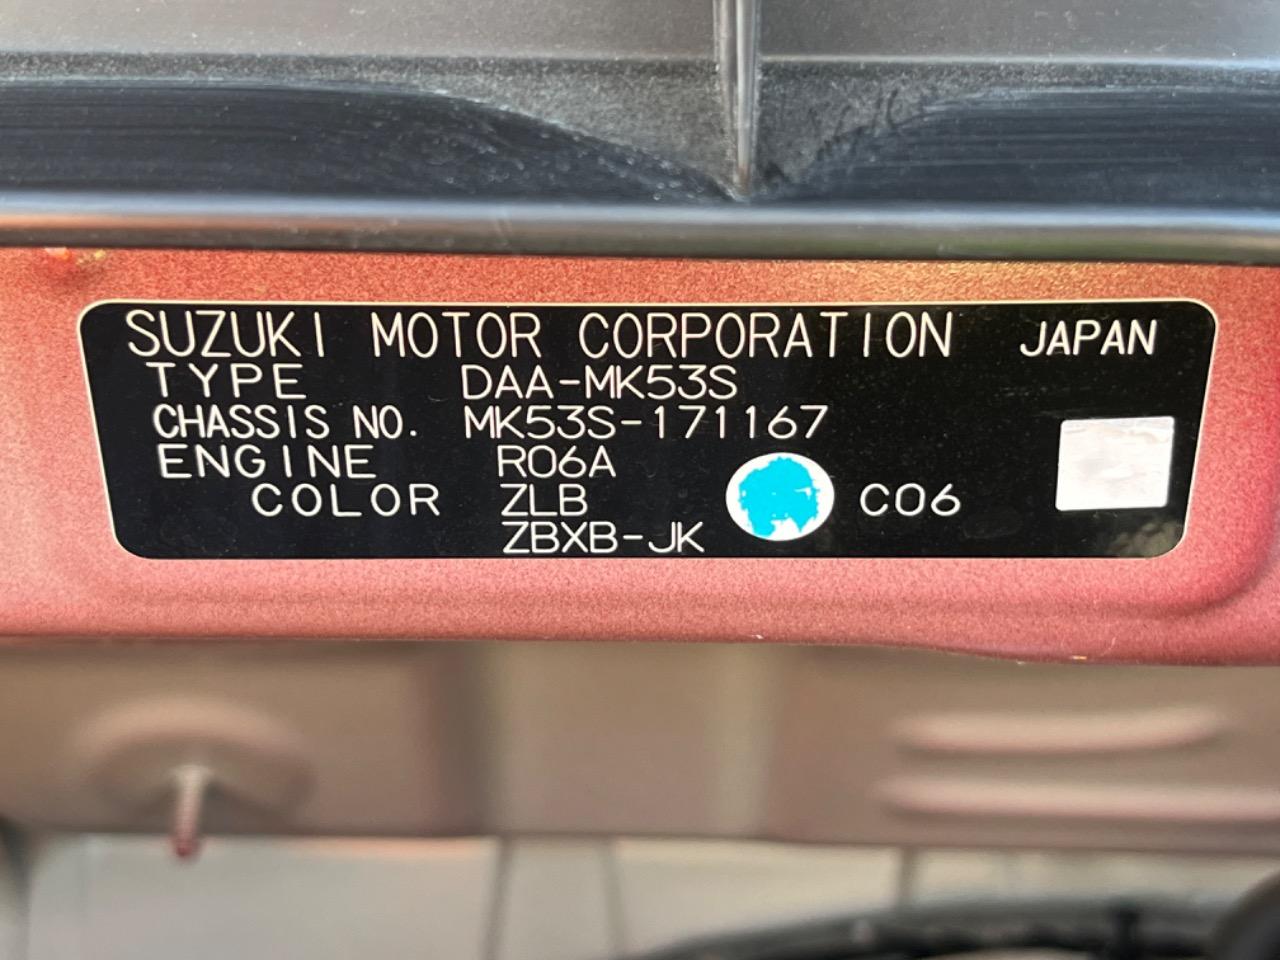 SUZUKI MOTOR CORPORATION JAPAN
TYPE DAA-MK53S
CHASSIS NO. MK53S-171167
ENGINE R06A
COLOR ZLB C06
ZBXB-JK